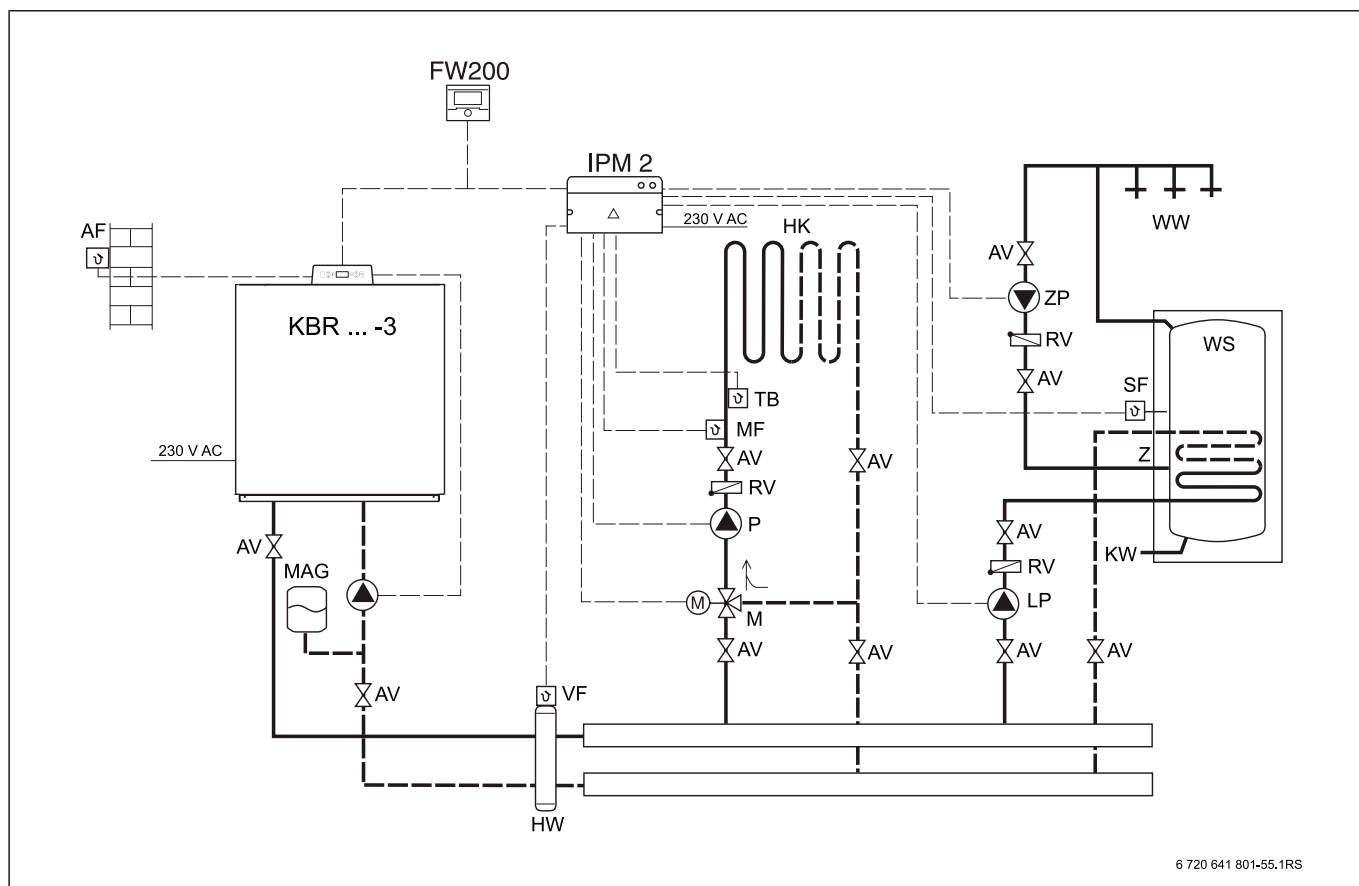 FW200
IPM 2
AF
230 V AC
HK
WW
AV
ZP
KBR ... -3
RV
WS
AV
SF
TB
MF
230 V AC
AV
AV
Z
RV
P
AV
AV
KW
MAG
RV
M
LP
M
AV
AV
AV
AV
AV
VF
HW
6 720 641 801-55.1RS
ϑ
ϑ
ϑ
ϑ
ϑ